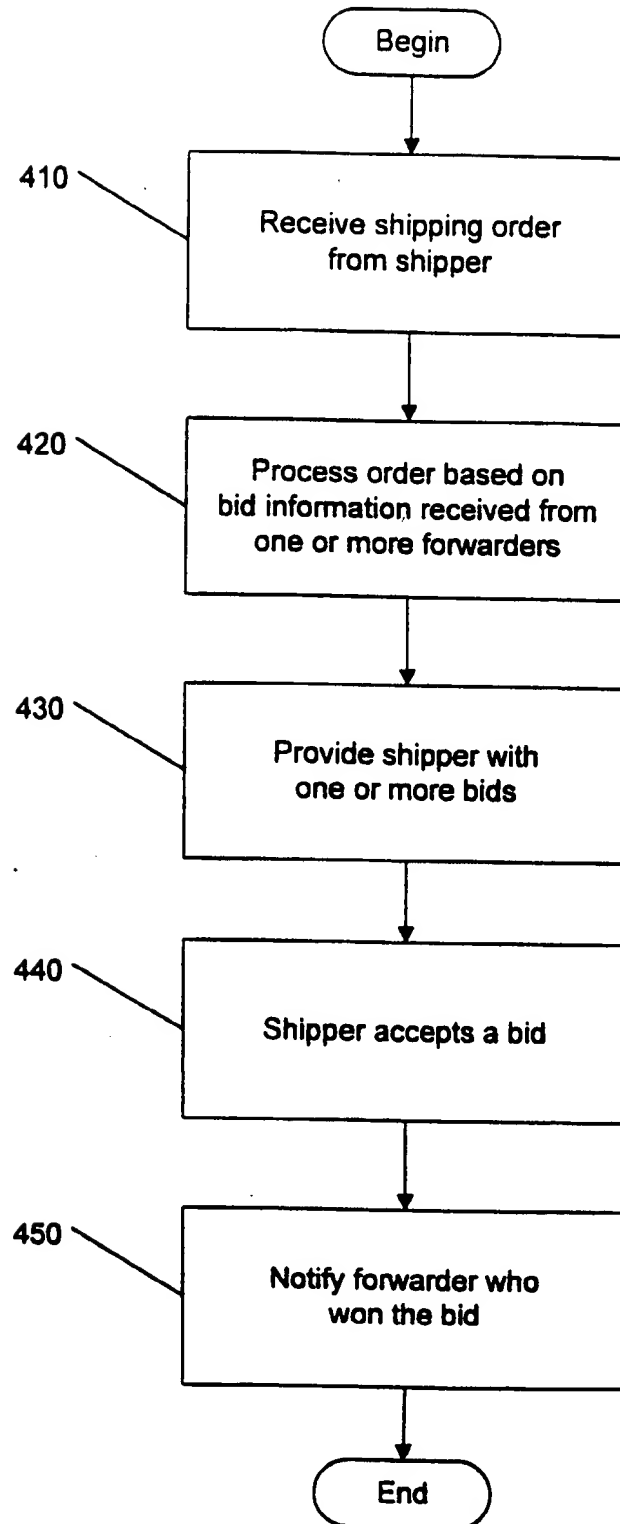 Begin
410
Receive shipping order
from shipper
420
Process order based on
bid information received from
one or more forwarders
430
Provide shipper with
one or more bids
440
Shipper accepts a bid
450
Notify forwarder who
won the bid
End